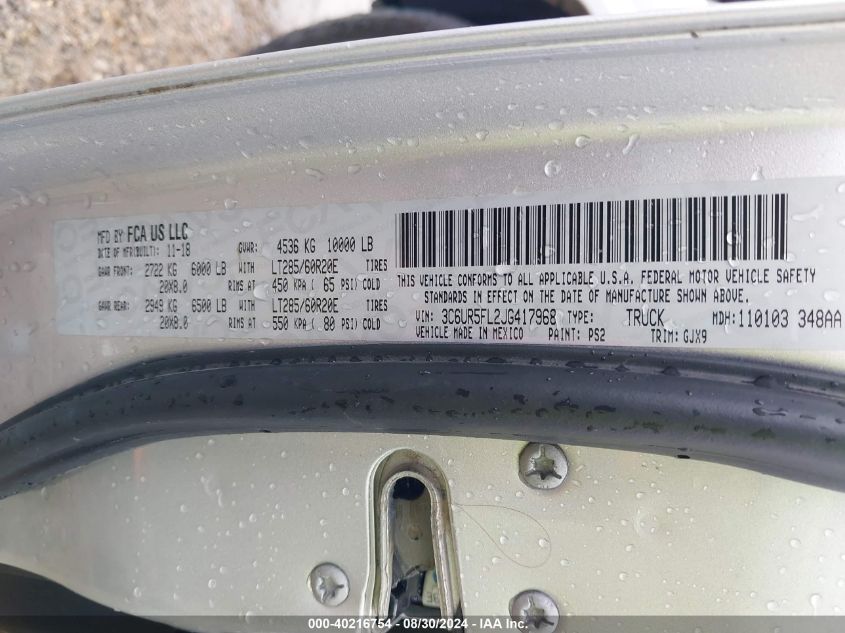 MFD BY FCA US LLC
DATE OF MFR(BUILT): 11-18 GVWR: 4536 KG 10000 LB
GAWR FRONT: 2722 KG 6000 LB WITH LT285/60R20E TIRES
20X8.0 RIMS AT 450 KPA ( 65 PSI) COLD
GAWR REAR: 2949 KG 6500 LB WITH LT285/60R20E TIRES
20X8.0 RIMS AT 550 KPA ( 80 PSI) COLD
THIS VEHICLE CONFORMS TO ALL APPLICABLE U.S.A. FEDERAL MOTOR VEHICLE SAFETY
STANDARDS IN EFFECT ON THE DATE OF MANUFACTURE SHOWN ABOVE.
VIN: 3C6UR5FL2JG417968 TYPE: TRUCK MDH:110103 348AA
VEHICLE MADE IN MEXICO PAINT: PS2 TRIM: GJX9
000-40216754 - 08/30/2024 - IAA Inc.